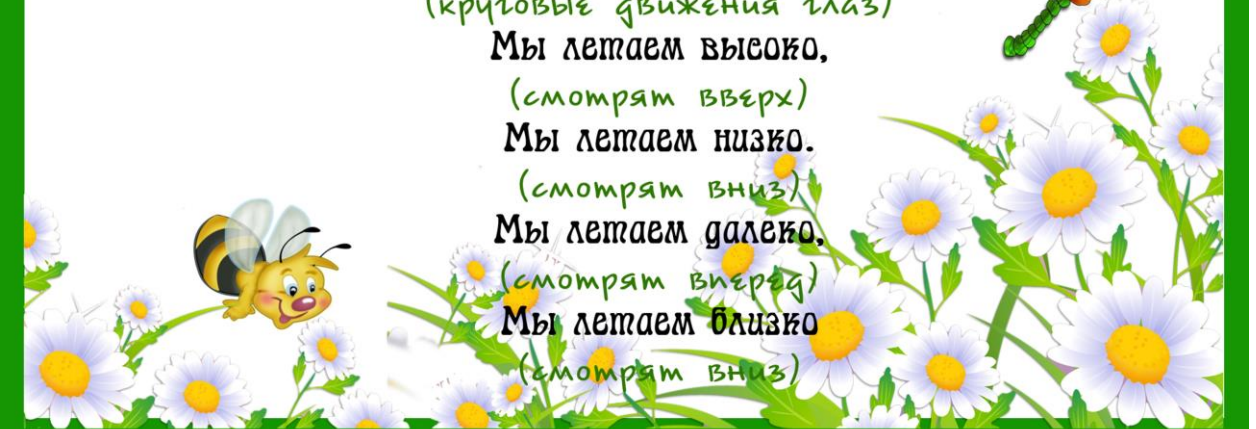 (круговые движения глаз)
Мы летаем высоко,
(смотрят вверх)
Мы летаем низко.
(смотрят вниз)
Мы летаем далеко,
(смотрят вперёд)
Мы летаем близко
(смотрят вниз)